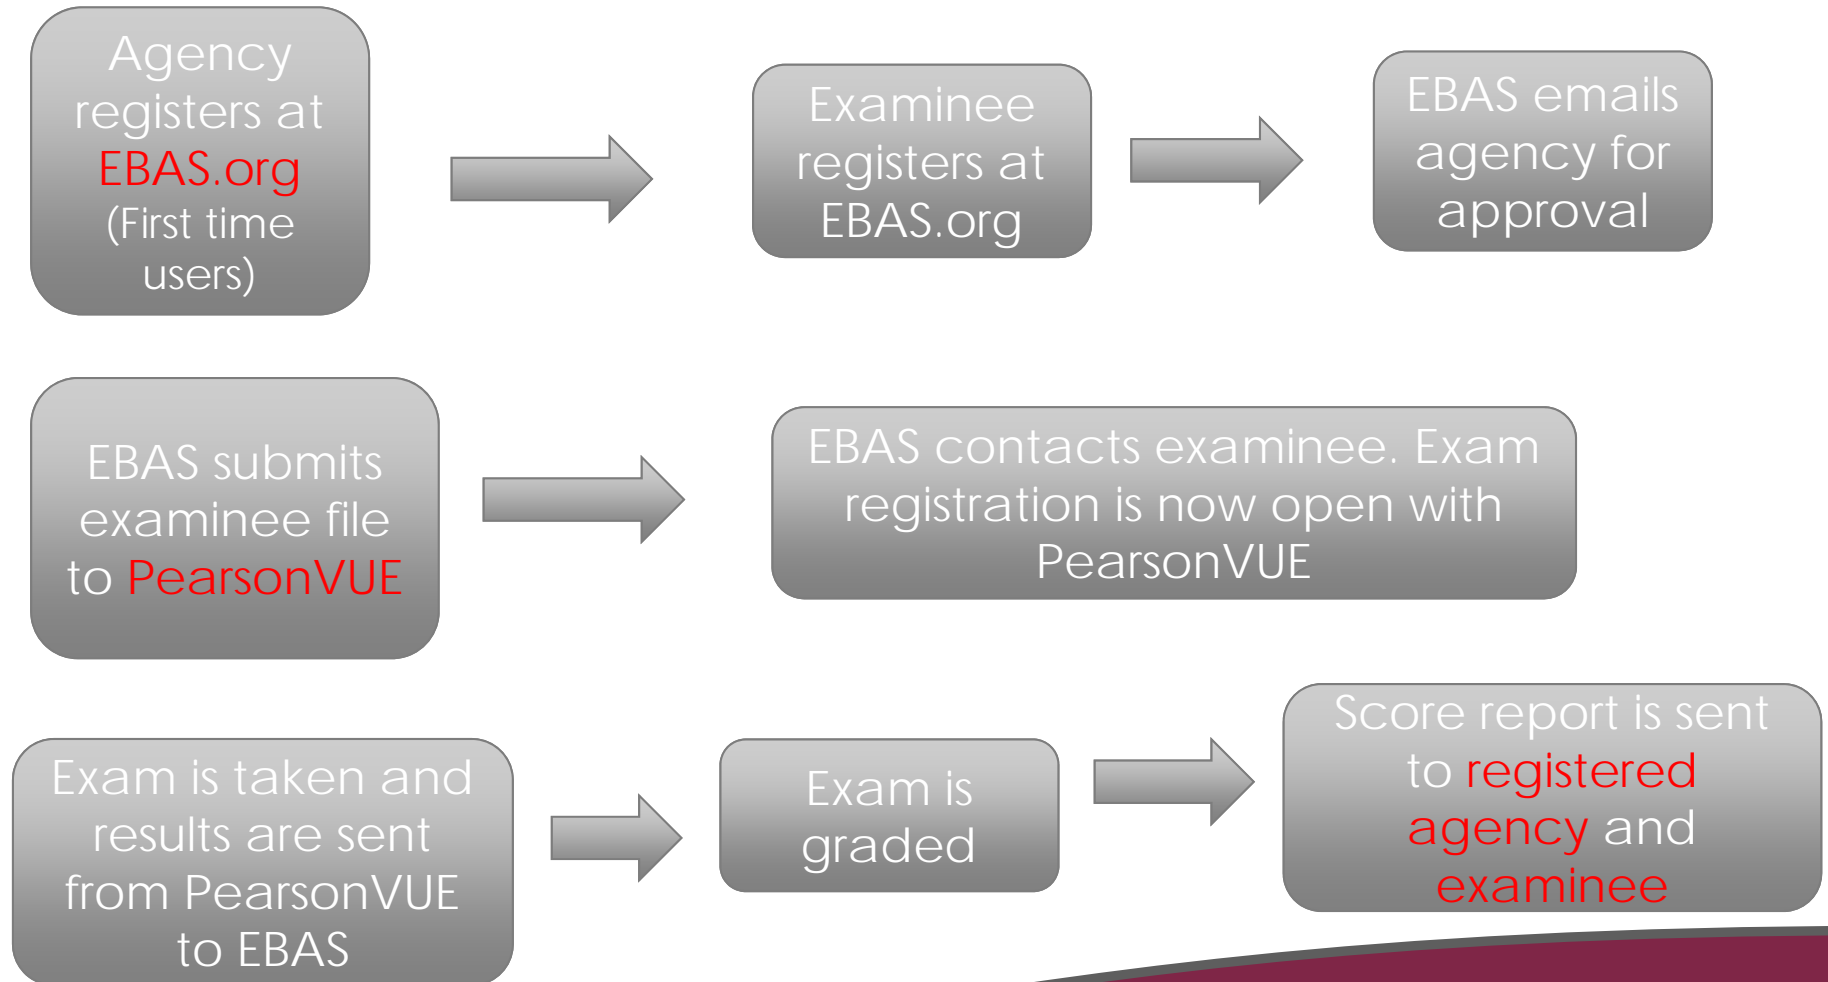 Agency
registers at
EBAS.org
(First time
users)
Examinee
registers at
EBAS.org
EBAS emails
agency for
approval
EBAS submits
examinee file
to PearsonVUE
EBAS contacts examinee. Exam
registration is now open with
PearsonVUE
Exam is taken and
results are sent
from PearsonVUE
to EBAS
Exam is
graded
Score report is sent
to registered
agency and
examinee